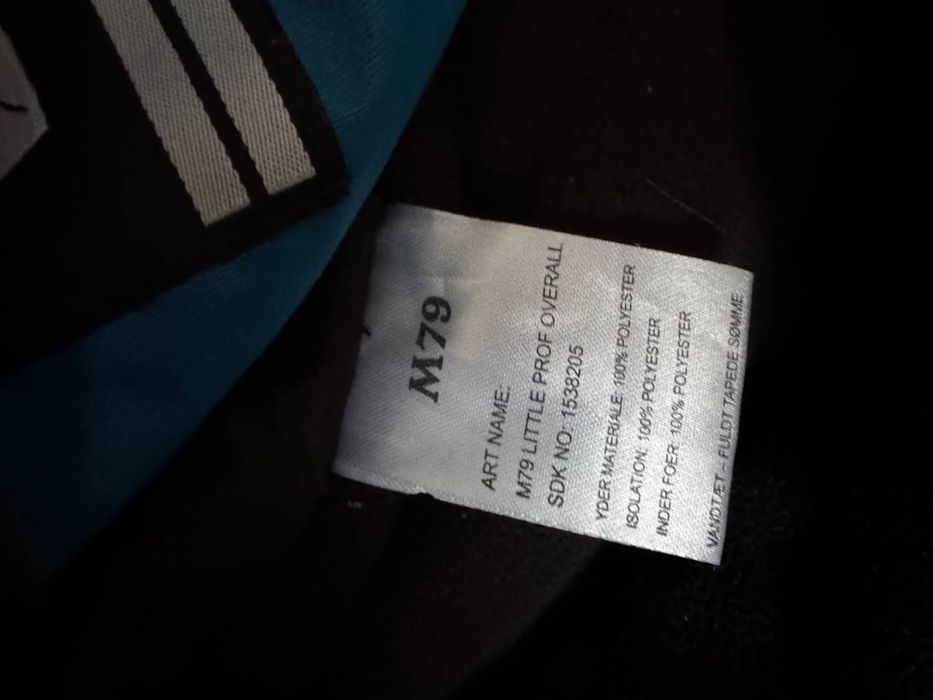 M79
ART NAME:
M79 LITTLE PROF OVERALL
SDK NO: 1538205
YDER MATERIALE: 100% POLYESTER
ISOLATION: 100% POLYESTER
INDER FOER: 100% POLYESTER
VANDTÆT – FULDT TAPEDE SØMME